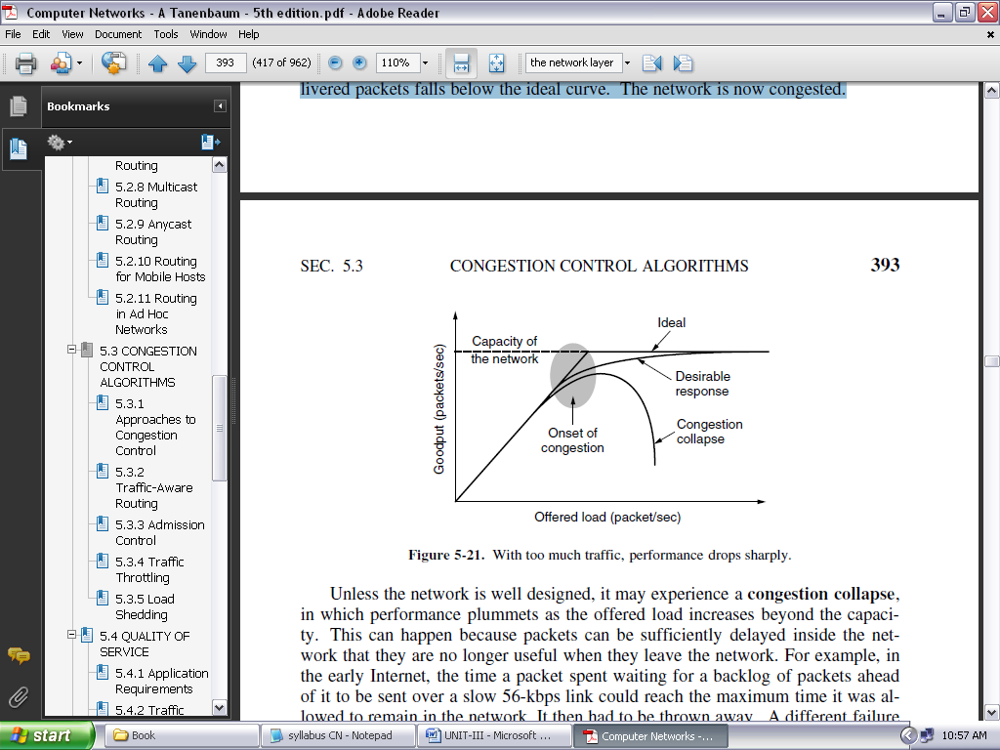 Computer Networks - A Tanenbaum - 5th edition.pdf - Adobe Reader
File Edit View Document Tools Window Help
393 (417 of 962) 110% the network layer
Bookmarks
Routing
5.2.8 Multicast
Routing
5.2.9 Anycast
Routing
5.2.10 Routing
for Mobile Hosts
5.2.11 Routing
in Ad Hoc
Networks
5.3 CONGESTION
CONTROL
ALGORITHMS
5.3.1
Approaches to
Congestion
Control
5.3.2
Traffic-Aware
Routing
5.3.3 Admission
Control
5.3.4 Traffic
Throttling
5.3.5 Load
Shedding
5.4 QUALITY OF
SERVICE
5.4.1 Application
Requirements
5.4.2 Traffic
livered packets falls below the ideal curve. The network is now congested.
SEC. 5.3 CONGESTION CONTROL ALGORITHMS 393
Ideal
Capacity of
the network
Desirable
response
Congestion
collapse
Onset of
congestion
Goodput (packets/sec)
Offered load (packet/sec)
Figure 5-21. With too much traffic, performance drops sharply.
Unless the network is well designed, it may experience a congestion collapse,
in which performance plummets as the offered load increases beyond the capaci-
ty. This can happen because packets can be sufficiently delayed inside the net-
work that they are no longer useful when they leave the network. For example, in
the early Internet, the time a packet spent waiting for a backlog of packets ahead
of it to be sent over a slow 56-kbps link could reach the maximum time it was al-
lowed to remain in the network. It then had to be thrown away. A different failure
start Book syllabus CN - Notepad UNIT-III - Microsoft ... Computer Networks -... 10:57 AM